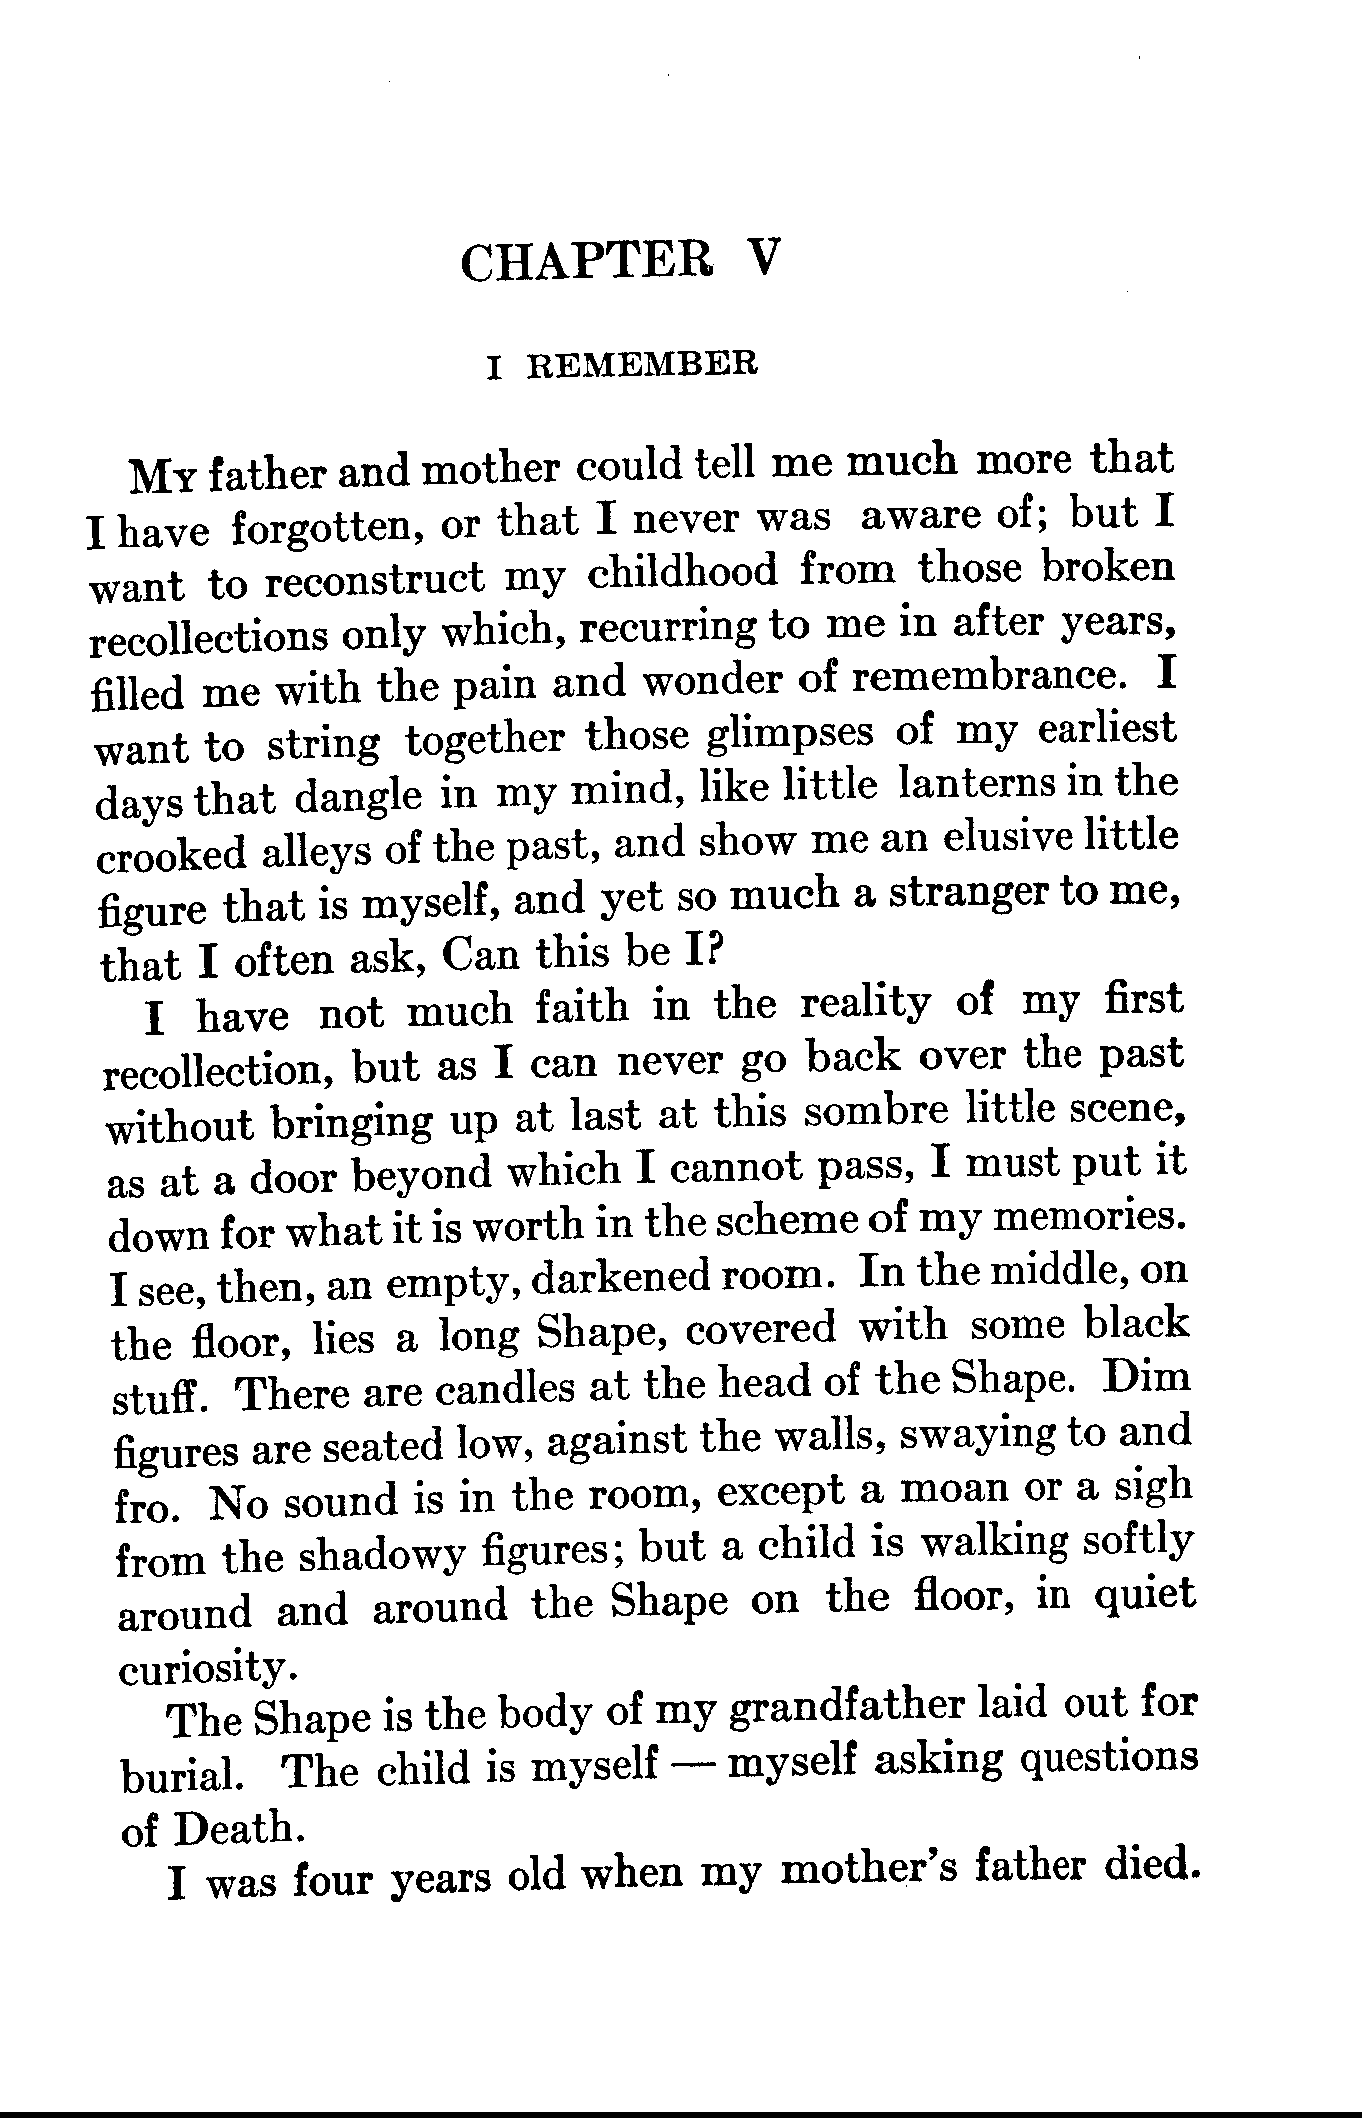 CHAPTER V
I REMEMBER
My father and mother could tell me much more that
I have forgotten, or that I never was aware of; but I
want to reconstruct my childhood from those broken
recollections only which, recurring to me in after years,
filled me with the pain and wonder of remembrance. I
want to string together those glimpses of my earliest
days that dangle in my mind, like little lanterns in the
crooked alleys of the past, and show me an elusive little
figure that is myself, and yet so much a stranger to me,
that I often ask, Can this be I?
I have not much faith in the reality of my first
recollection, but as I can never go back over the past
without bringing up at last at this sombre little scene,
as at a door beyond which I cannot pass, I must put it
down for what it is worth in the scheme of my memories.
I see, then, an empty, darkened room. In the middle, on
the floor, lies a long Shape, covered with some black
stuff. There are candles at the head of the Shape. Dim
figures are seated low, against the walls, swaying to and
fro. No sound is in the room, except a moan or a sigh
from the shadowy figures; but a child is walking softly
around and around the Shape on the floor, in quiet
curiosity.
The Shape is the body of my grandfather laid out for
burial. The child is myself — myself asking questions
of Death.
I was four years old when my mother's father died.